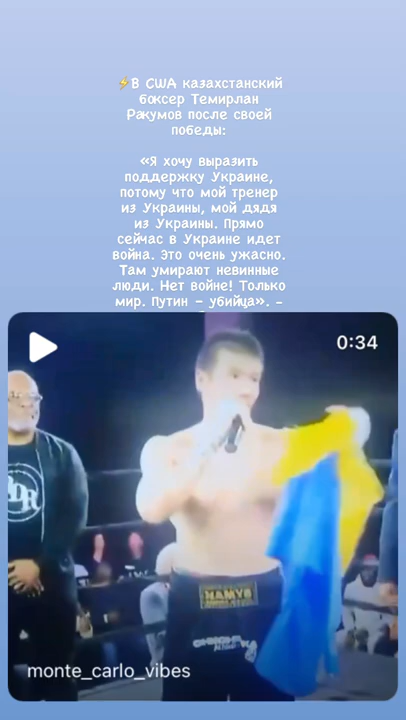 ⚡В США казахстанский
боксер Темирлан
Ракумов после своей
победы:
«Я хочу выразить
поддержку Украине,
потому что мой тренер
из Украины, мой дядя
из Украины. Прямо
сейчас в Украине идет
война. Это очень ужасно.
Там умирают невинные
люди. Нет войне! Только
мир. Путин – убийца». –
0:34
NAMYS
monte_carlo_vibes